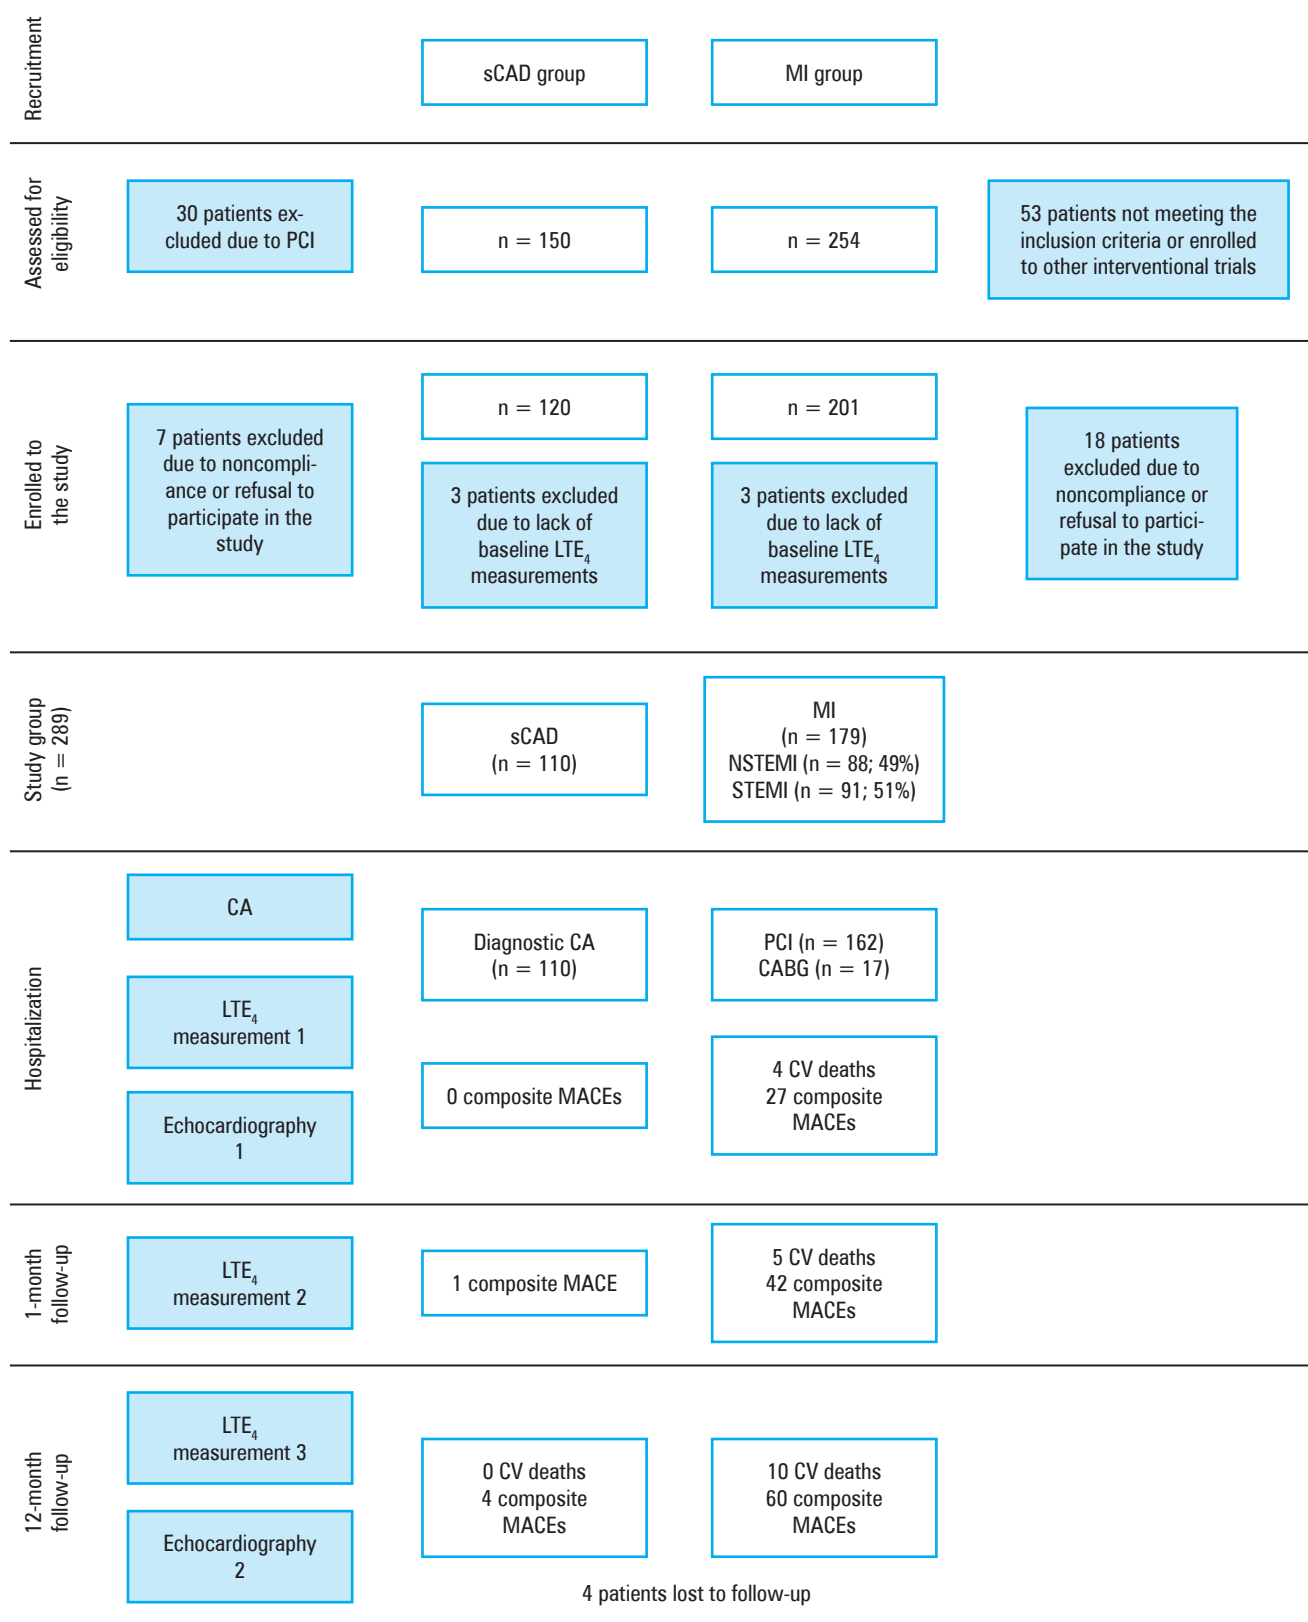 Recruitment
sCAD group
MI group
Assessed for
eligibility
30 patients ex-
cluded due to PCI
n = 150
n = 254
53 patients not meeting the
inclusion criteria or enrolled
to other interventional trials
Enrolled to
the study
7 patients excluded
due to noncompli-
ance or refusal to
participate in the
study
n = 120
3 patients excluded
due to lack of
baseline LTE₄
measurements
n = 201
3 patients excluded
due to lack of
baseline LTE₄
measurements
18 patients
excluded due to
noncompliance or
refusal to partici-
pate in the study
Study group
(n = 289)
sCAD
(n = 110)
MI
(n = 179)
NSTEMI (n = 88; 49%)
STEMI (n = 91; 51%)
Hospitalization
CA
LTE₄
measurement 1
Echocardiography
1
Diagnostic CA
(n = 110)
0 composite MACEs
PCI (n = 162)
CABG (n = 17)
4 CV deaths
27 composite
MACEs
1-month
follow-up
LTE₄
measurement 2
1 composite MACE
5 CV deaths
42 composite
MACEs
12-month
follow-up
LTE₄
measurement 3
Echocardiography
2
0 CV deaths
4 composite
MACEs
10 CV deaths
60 composite
MACEs
4 patients lost to follow-up